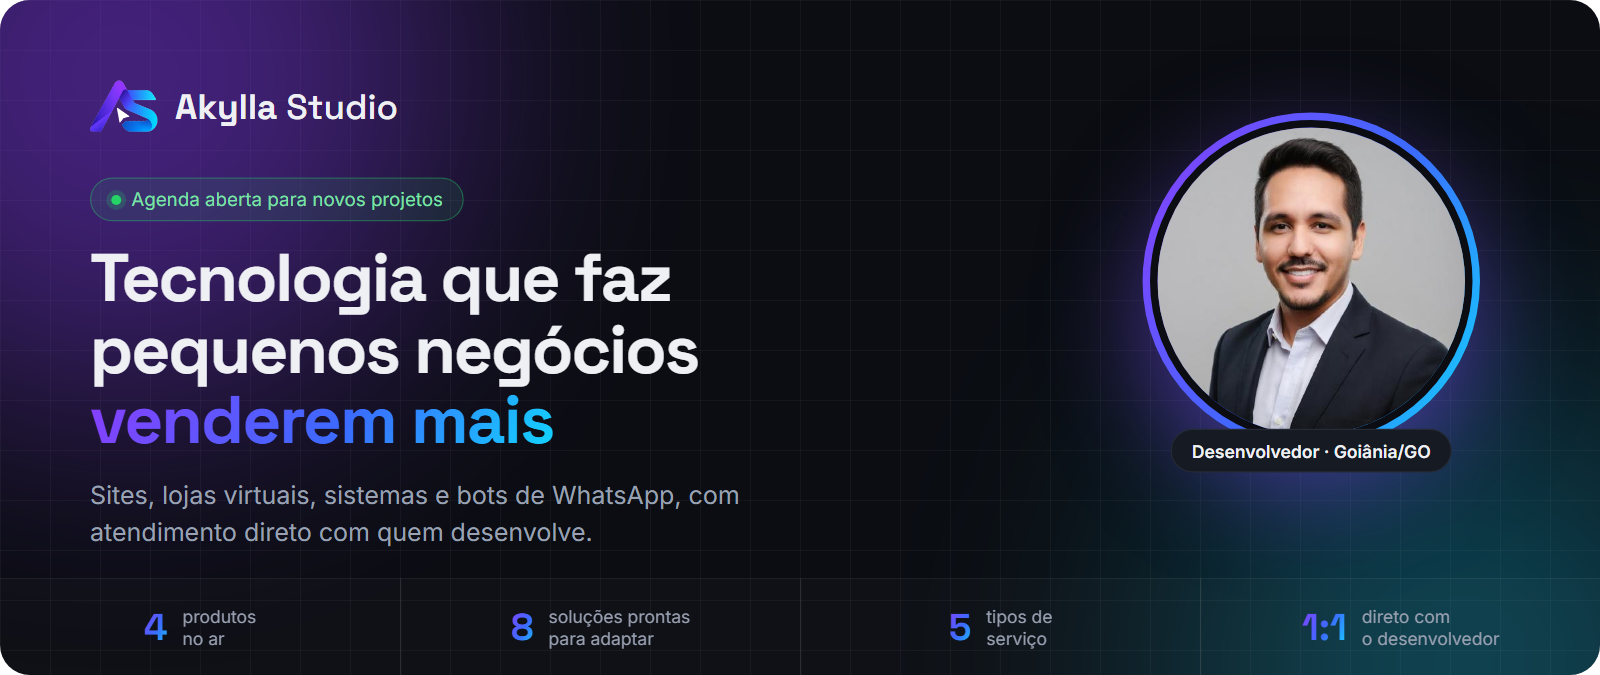 Akylla Studio
Agenda aberta para novos projetos
Tecnologia que faz
pequenos negócios
venderem mais
Sites, lojas virtuais, sistemas e bots de WhatsApp, com
atendimento direto com quem desenvolve.
Desenvolvedor · Goiânia/GO
4 produtos
no ar
8 soluções prontas
para adaptar
5 tipos de
serviço
1:1 direto com
o desenvolvedor